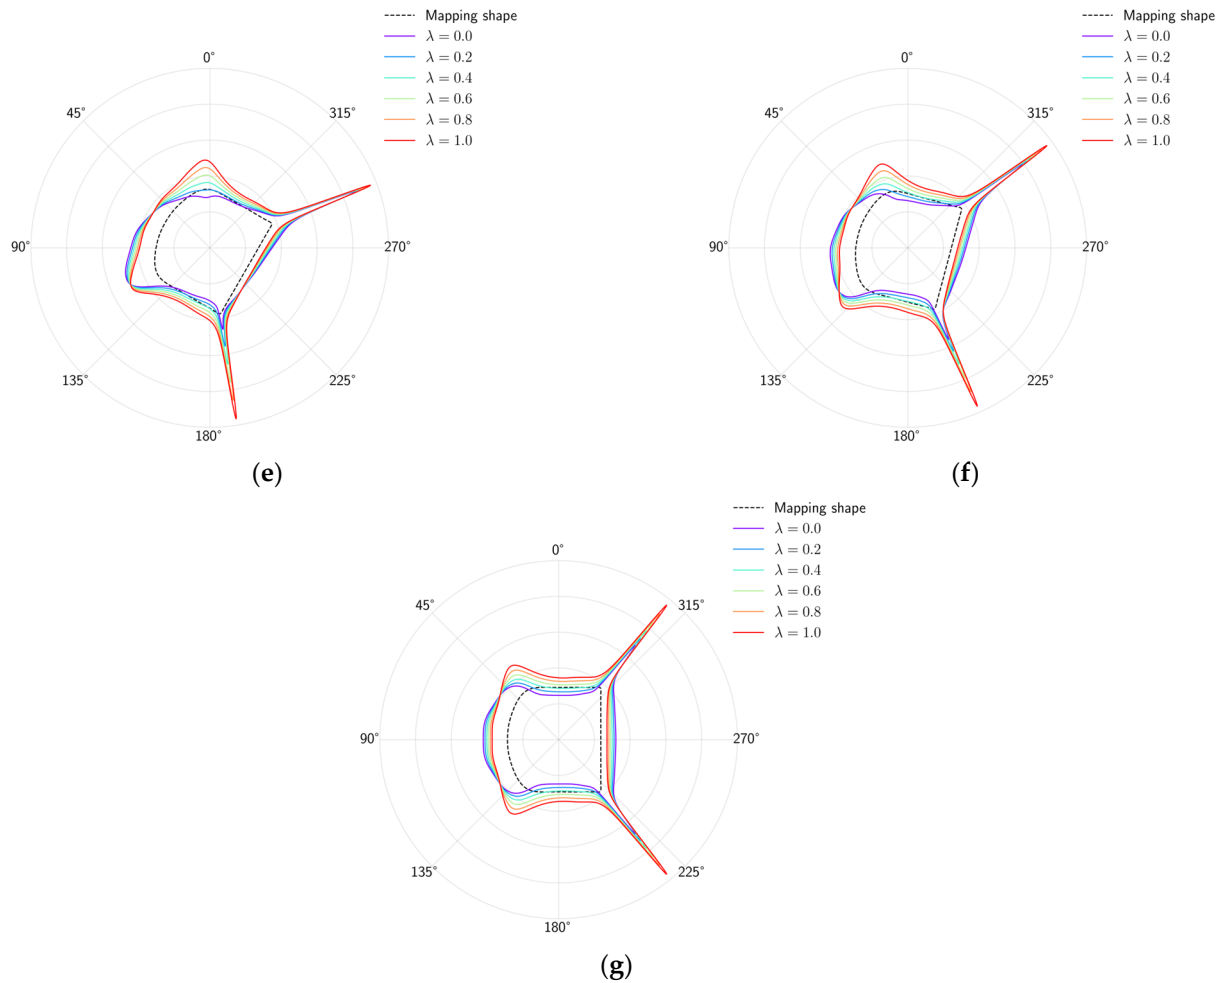 Mapping shape
λ = 0.0
λ = 0.2
λ = 0.4
λ = 0.6
λ = 0.8
λ = 1.0
0°
45°
315°
90°
270°
135°
225°
180°
(e)
Mapping shape
λ = 0.0
λ = 0.2
λ = 0.4
λ = 0.6
λ = 0.8
λ = 1.0
0°
45°
315°
90°
270°
135°
225°
180°
(f)
Mapping shape
λ = 0.0
λ = 0.2
λ = 0.4
λ = 0.6
λ = 0.8
λ = 1.0
0°
45°
315°
90°
270°
135°
225°
180°
(g)